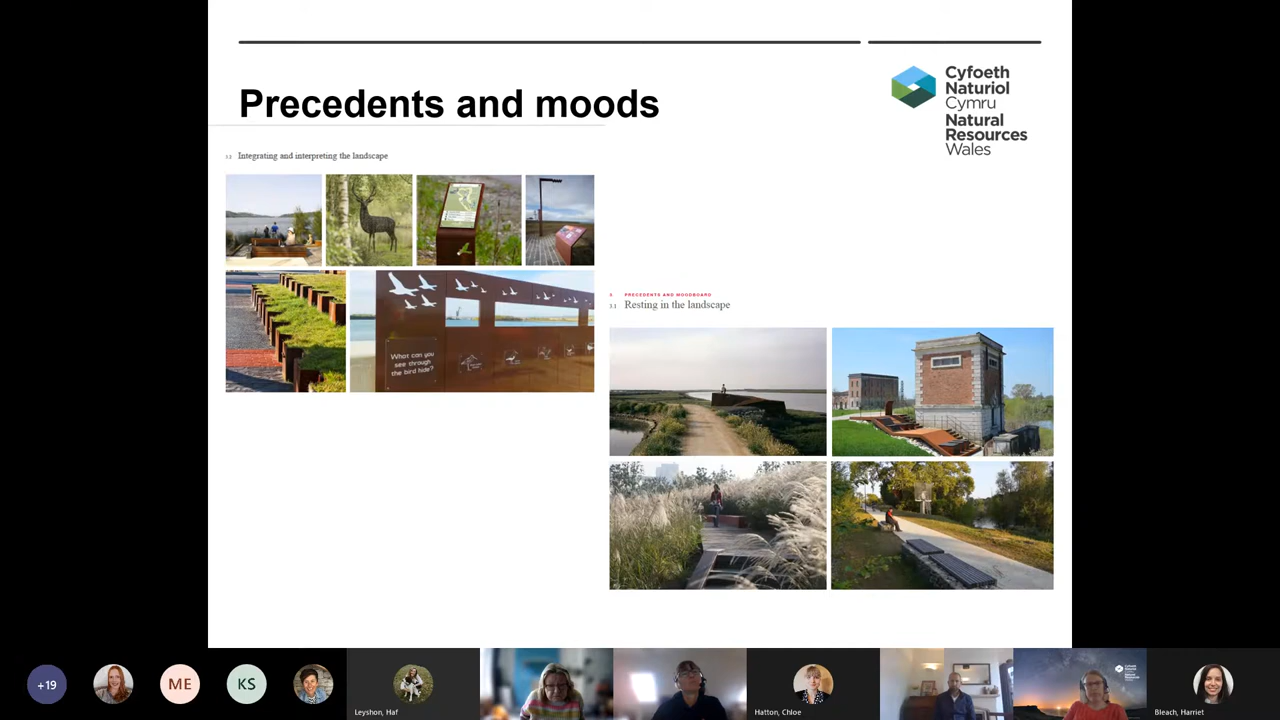 Precedents and moods
Cyfoeth
Naturiol
Cymru
Natural
Resources
Wales
Integrating and interpreting the landscape
What can you
see through
the bird hide?
PRECEDENTS AND MOODBOARD
Resting in the landscape
+19
ME
KS
Leyshon, Haf
Hatton, Chloe
Bleach, Harriet